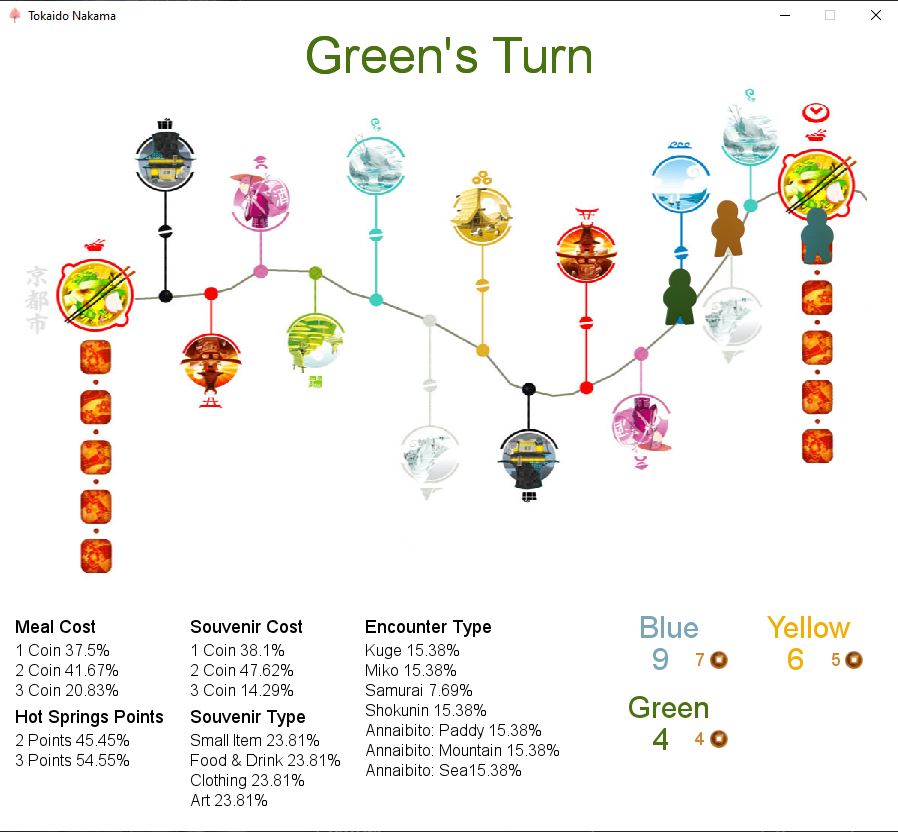 Tokaido Nakama
Green's Turn
酒
京
都
市
Meal Cost
1 Coin 37.5%
2 Coin 41.67%
3 Coin 20.83%
Hot Springs Points
2 Points 45.45%
3 Points 54.55%
Souvenir Cost
1 Coin 38.1%
2 Coin 47.62%
3 Coin 14.29%
Souvenir Type
Small Item 23.81%
Food & Drink 23.81%
Clothing 23.81%
Art 23.81%
Encounter Type
Kuge 15.38%
Miko 15.38%
Samurai 7.69%
Shokunin 15.38%
Annaibito: Paddy 15.38%
Annaibito: Mountain 15.38%
Annaibito: Sea15.38%
Blue
9 7
Yellow
6 5
Green
4 4